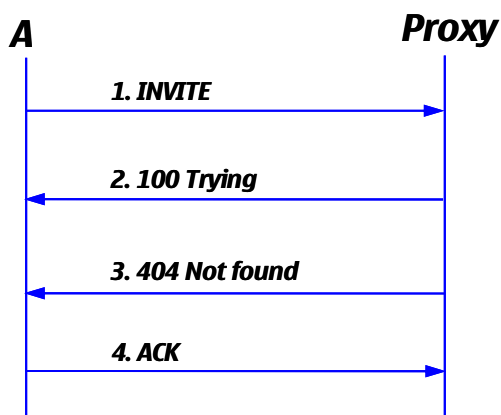 A
Proxy
1. INVITE
2. 100 Trying
3. 404 Not found
4. ACK